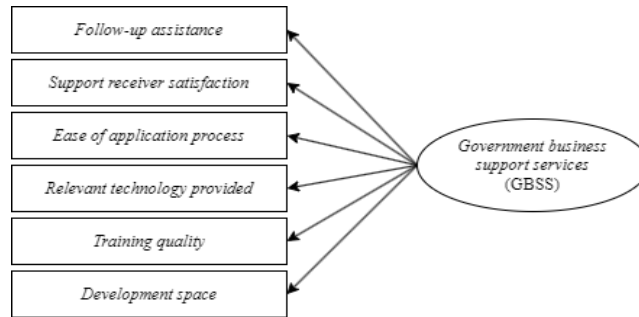 Follow-up assistance
Support receiver satisfaction
Ease of application process
Relevant technology provided
Training quality
Development space
Government business
support services
(GBSS)